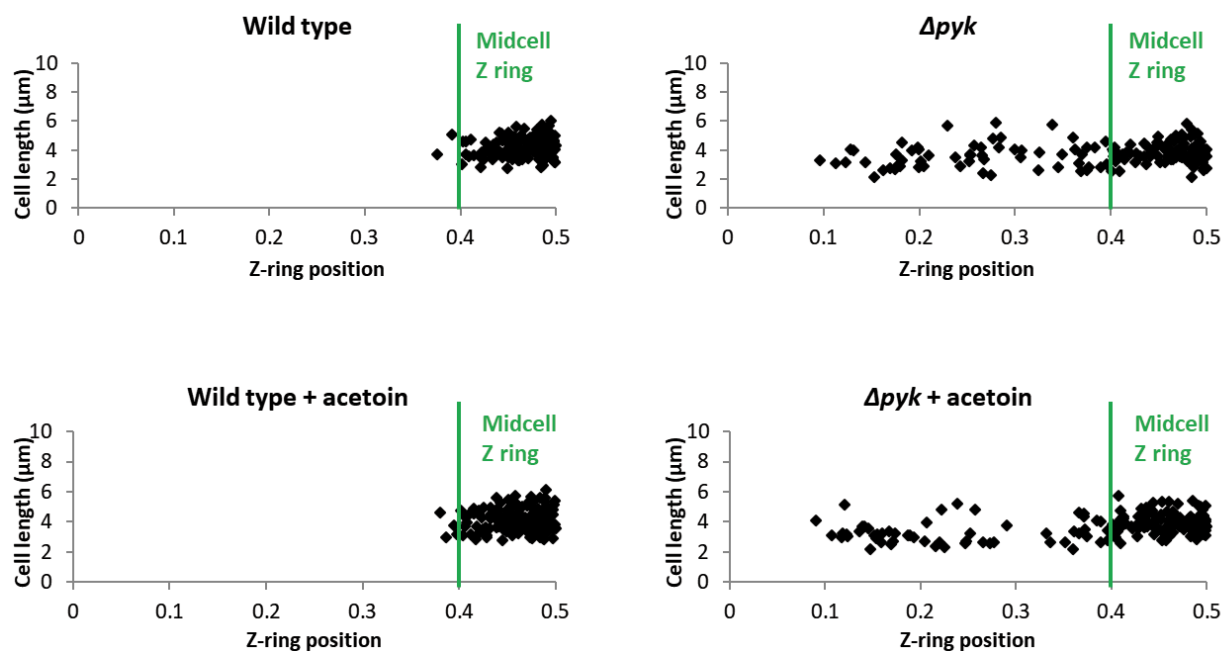 Wild type
Midcell
Z ring
Cell length (μm)
10
8
6
4
2
0
0 0.1 0.2 0.3 0.4 0.5
Z-ring position
Δpyk
Midcell
Z ring
Cell length (μm)
10
8
6
4
2
0
0 0.1 0.2 0.3 0.4 0.5
Z-ring position
Wild type + acetoin
Midcell
Z ring
Cell length (μm)
10
8
6
4
2
0
0 0.1 0.2 0.3 0.4 0.5
Z-ring position
Δpyk + acetoin
Midcell
Z ring
Cell length (μm)
10
8
6
4
2
0
0 0.1 0.2 0.3 0.4 0.5
Z-ring position